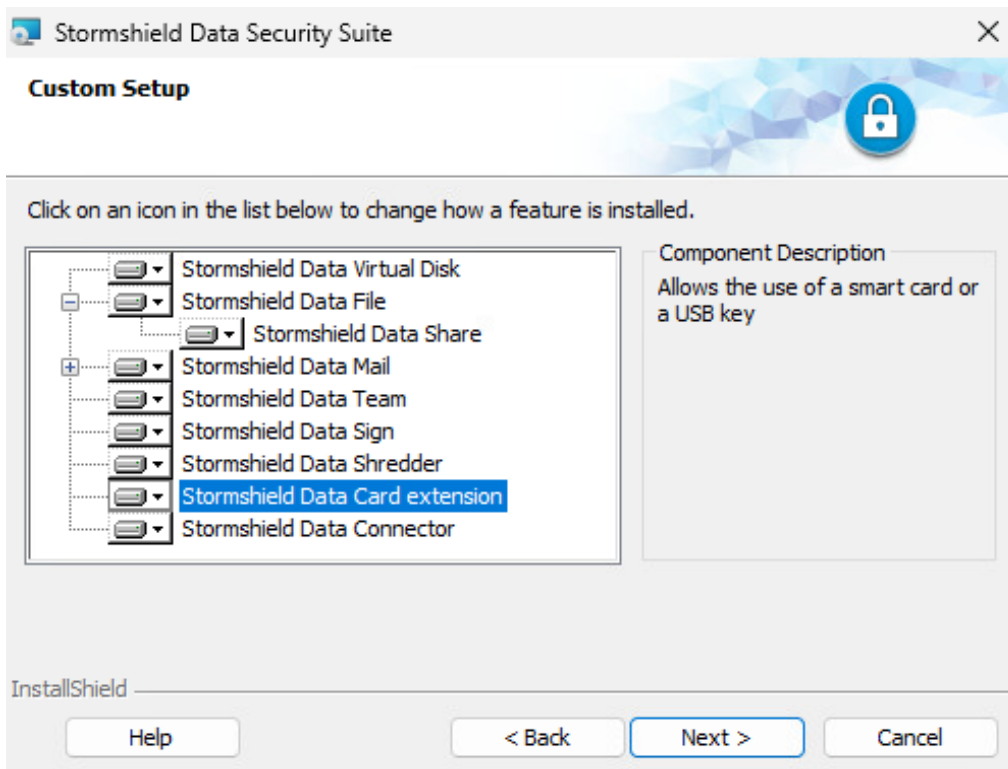 Stormshield Data Security Suite
Custom Setup
Click on an icon in the list below to change how a feature is installed.
Stormshield Data Virtual Disk
Stormshield Data File
Stormshield Data Share
Stormshield Data Mail
Stormshield Data Team
Stormshield Data Sign
Stormshield Data Shredder
Stormshield Data Card extension
Stormshield Data Connector
Component Description
Allows the use of a smart card or
a USB key
InstallShield
Help
< Back
Next >
Cancel